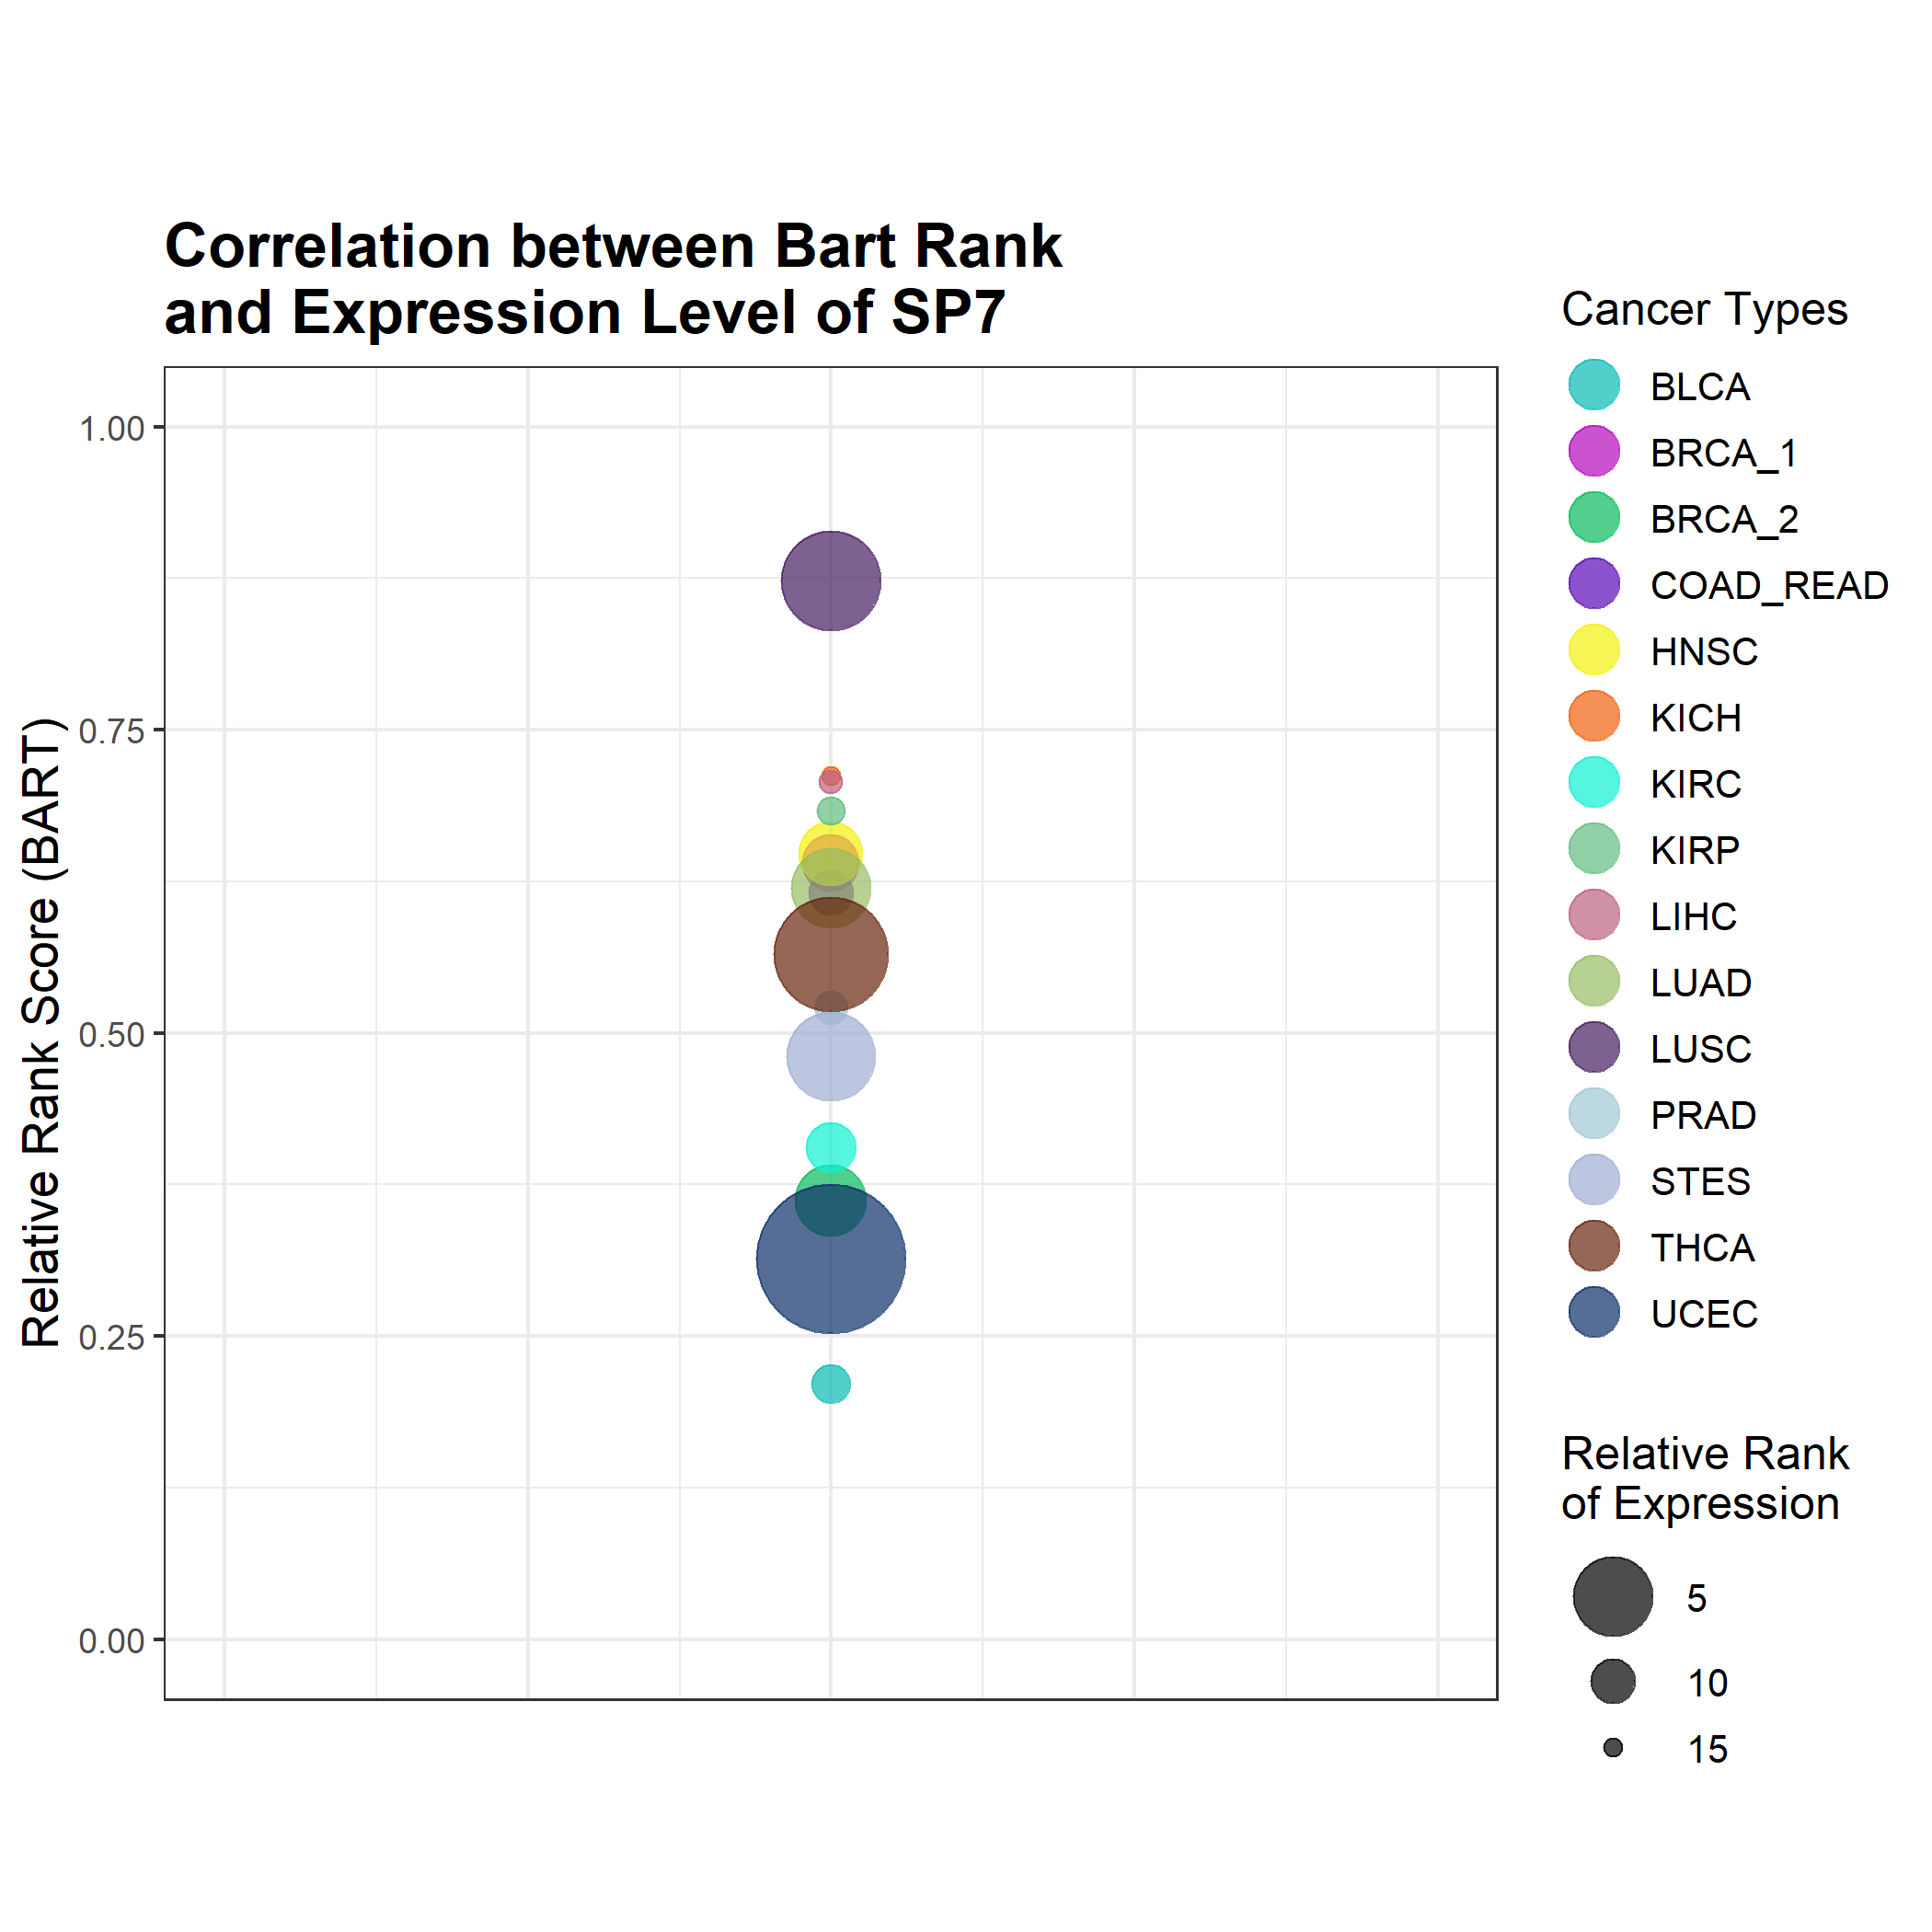 Correlation between Bart Rank
and Expression Level of SP7
Relative Rank Score (BART)
1.00
0.75
0.50
0.25
0.00
Cancer Types
BLCA
BRCA_1
BRCA_2
COAD_READ
HNSC
KICH
KIRC
KIRP
LIHC
LUAD
LUSC
PRAD
STES
THCA
UCEC
Relative Rank
of Expression
5
10
15